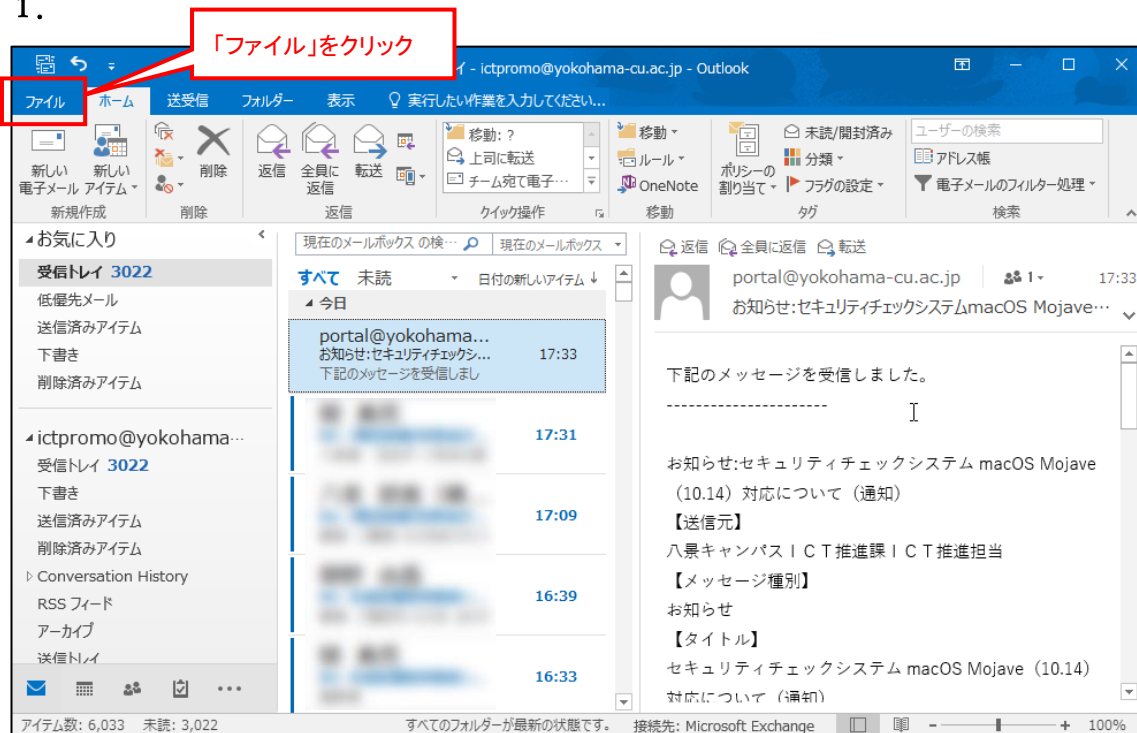 1.
「ファイル」をクリック
イ - ictpromo@yokohama-cu.ac.jp - Outlook
ファイル ホーム 送受信 フォルダー 表示 実行したい作業を入力してください...
新しい
電子メール
新しい
アイテム
新規作成
削除
削除
返信
全員に
返信
転送
返信
移動: ?
上司に転送
チーム宛て電子…
クイック操作
移動
ルール
OneNote
移動
ポリシーの
割り当て
未読/開封済み
分類
フラグの設定
タグ
ユーザーの検索
アドレス帳
電子メールのフィルター処理
検索
お気に入り
受信トレイ 3022
低優先メール
送信済みアイテム
下書き
削除済みアイテム
ictpromo@yokohama…
受信トレイ 3022
下書き
送信済みアイテム
削除済みアイテム
Conversation History
RSS フィード
アーカイブ
送信トレイ
現在のメールボックス の検… 現在のメールボックス
すべて 未読 日付の新しいアイテム ↓
今日
portal@yokohama...
お知らせ:セキュリティチェックシ... 17:33
下記のメッセージを受信しまし
17:31
17:09
16:39
16:33
返信 全員に返信 転送
portal@yokohama-cu.ac.jp 1 17:33
お知らせ:セキュリティチェックシステムmacOS Mojave…
下記のメッセージを受信しました。
----------------------
お知らせ:セキュリティチェックシステム macOS Mojave
（10.14）対応について（通知）
【送信元】
八景キャンパスＩＣＴ推進課ＩＣＴ推進担当
【メッセージ種別】
お知らせ
【タイトル】
セキュリティチェックシステム macOS Mojave（10.14）
対応について（通知）
アイテム数: 6,033 未読: 3,022 すべてのフォルダーが最新の状態です。 接続先: Microsoft Exchange - + 100%